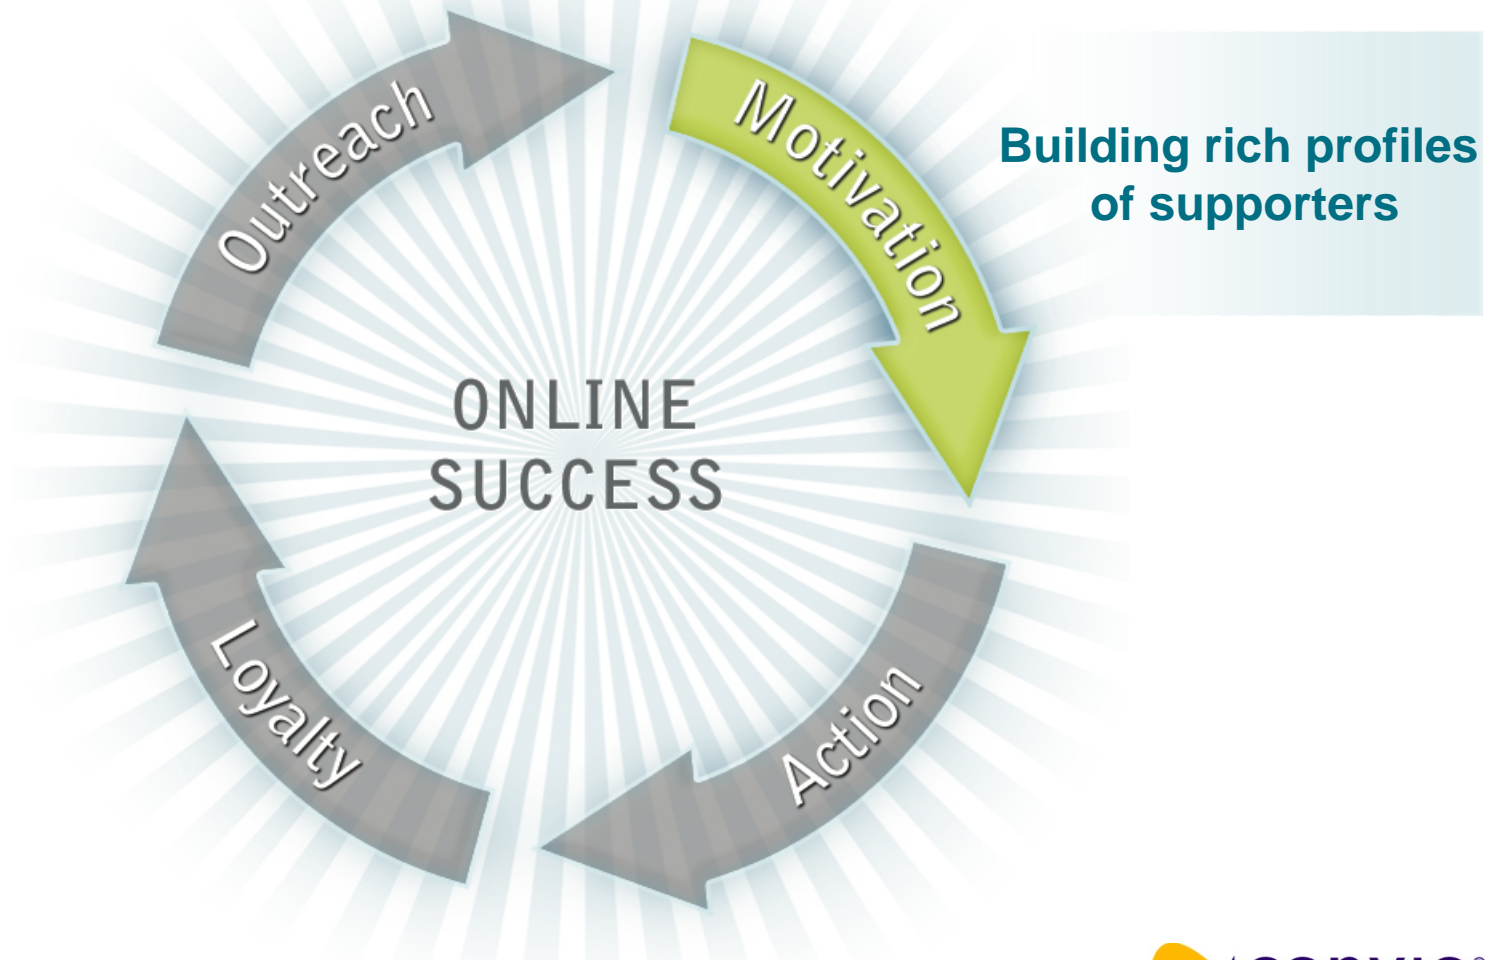 Outreach
Motivation
Building rich profiles
of supporters
ONLINE
SUCCESS
Loyalty
Action